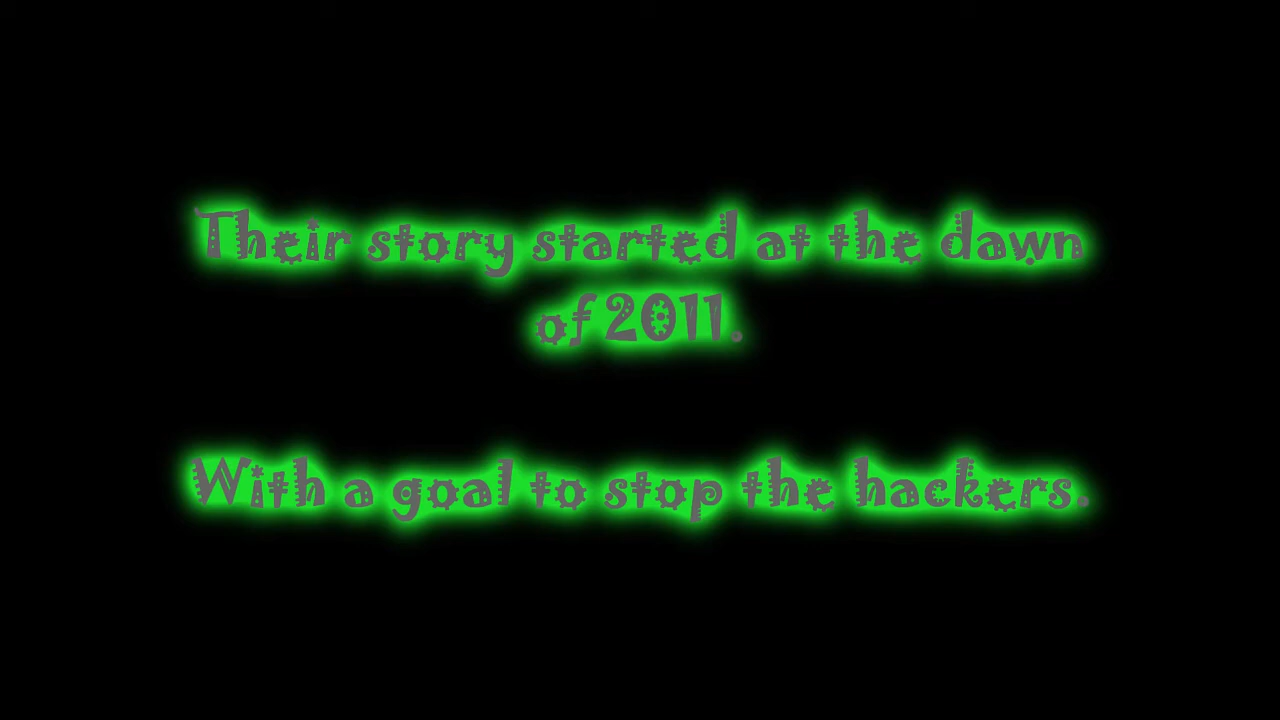 Their story started at the dawn
of 2011.
With a goal to stop the hackers.